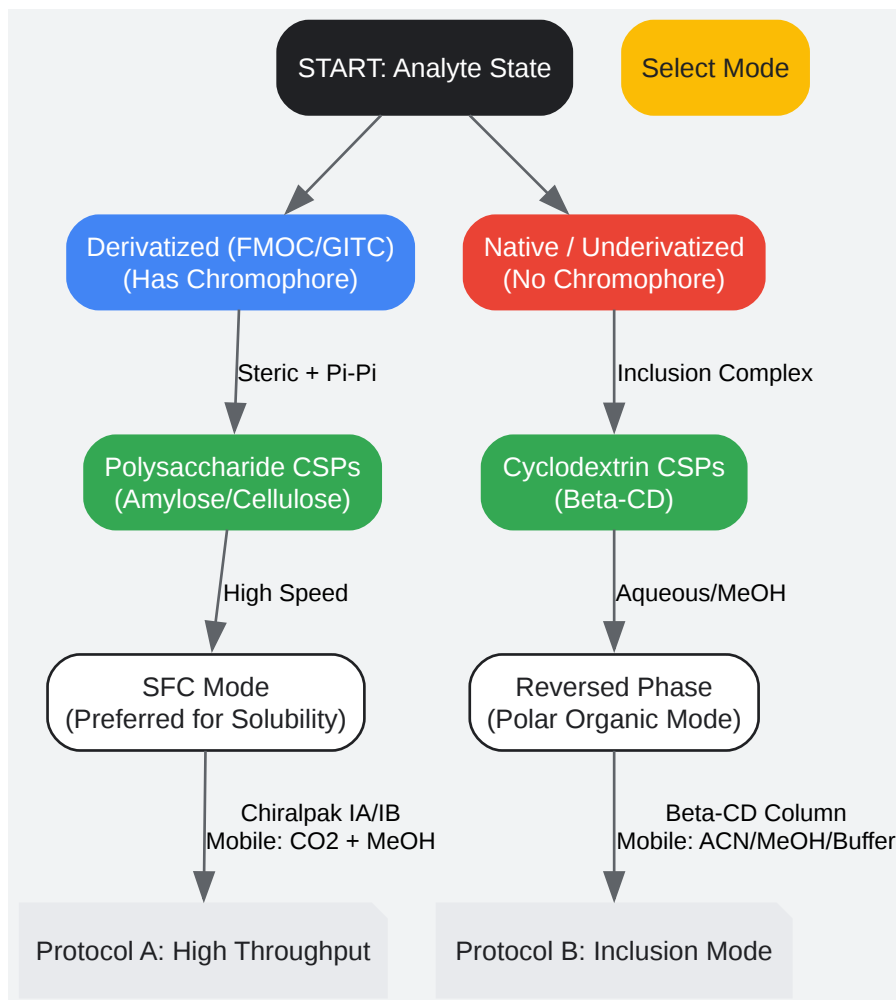 START: Analyte State
Select Mode
Derivatized (FMOC/GITC)
(Has Chromophore)
Native / Underivatized
(No Chromophore)
Steric + Pi-Pi
Inclusion Complex
Polysaccharide CSPs
(Amylose/Cellulose)
Cyclodextrin CSPs
(Beta-CD)
High Speed
Aqueous/MeOH
SFC Mode
(Preferred for Solubility)
Reversed Phase
(Polar Organic Mode)
Chiralpak IA/IB
Mobile: CO2 + MeOH
Beta-CD Column
Mobile: ACN/MeOH/Buffer
Protocol A: High Throughput
Protocol B: Inclusion Mode